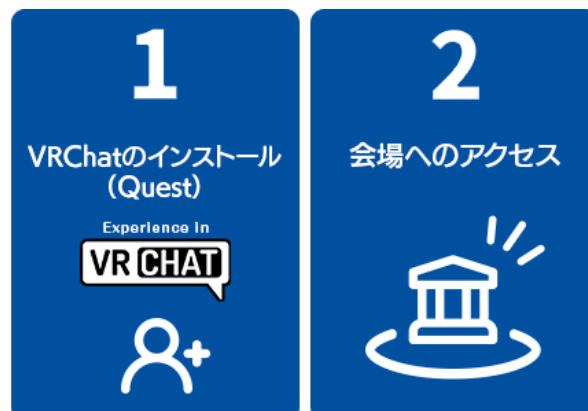 1
VRChatのインストール
(Quest)
Experience in
VR CHAT
2
会場へのアクセス